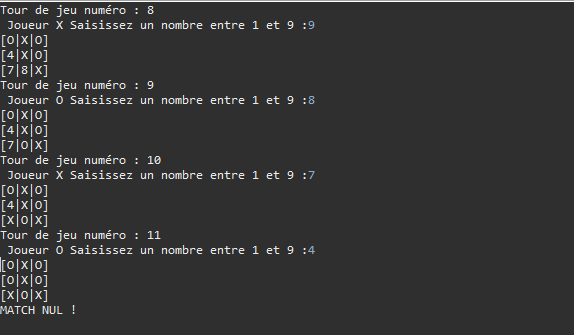 Tour de jeu numéro : 8
Joueur X Saisissez un nombre entre 1 et 9 :9
[O|X|O]
[4|X|O]
[7|8|X]
Tour de jeu numéro : 9
Joueur O Saisissez un nombre entre 1 et 9 :8
[O|X|O]
[4|X|O]
[7|O|X]
Tour de jeu numéro : 10
Joueur X Saisissez un nombre entre 1 et 9 :7
[O|X|O]
[4|X|O]
[X|O|X]
Tour de jeu numéro : 11
Joueur O Saisissez un nombre entre 1 et 9 :4
[O|X|O]
[O|X|O]
[X|O|X]
MATCH NUL !